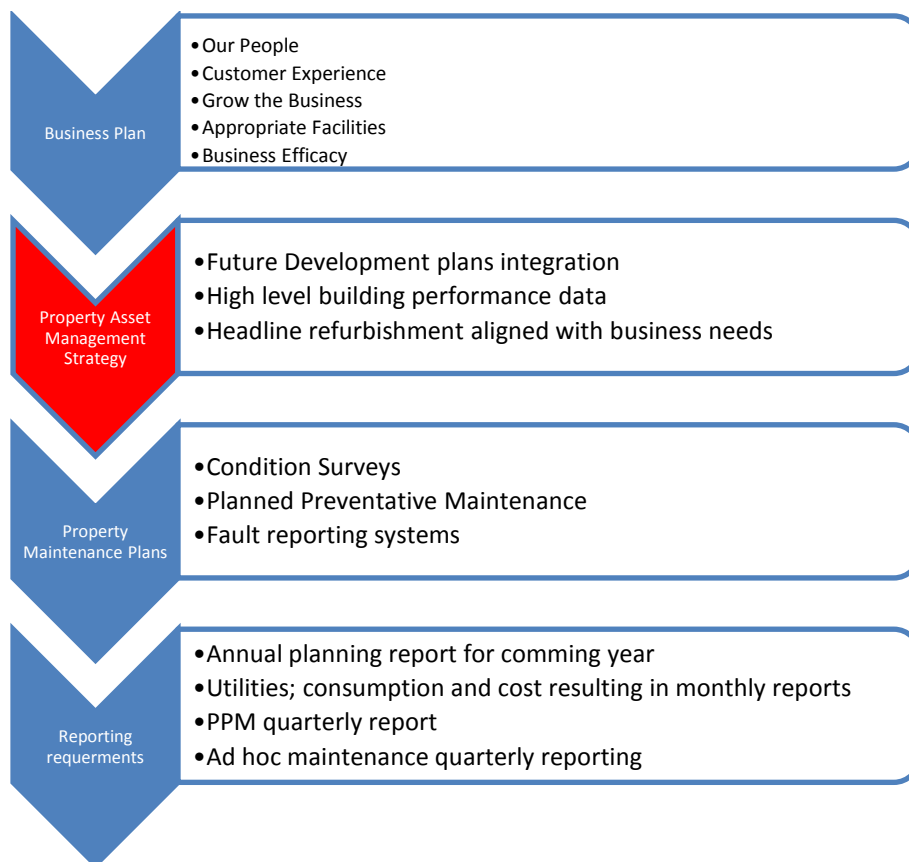 Business Plan
•Our People
•Customer Experience
•Grow the Business
•Appropriate Facilities
•Business Efficacy
Property Asset
Management
Strategy
•Future Development plans integration
•High level building performance data
•Headline refurbishment aligned with business needs
Property
Maintenance Plans
•Condition Surveys
•Planned Preventative Maintenance
•Fault reporting systems
Reporting
requerments
•Annual planning report for comming year
•Utilities; consumption and cost resulting in monthly reports
•PPM quarterly report
•Ad hoc maintenance quarterly reporting